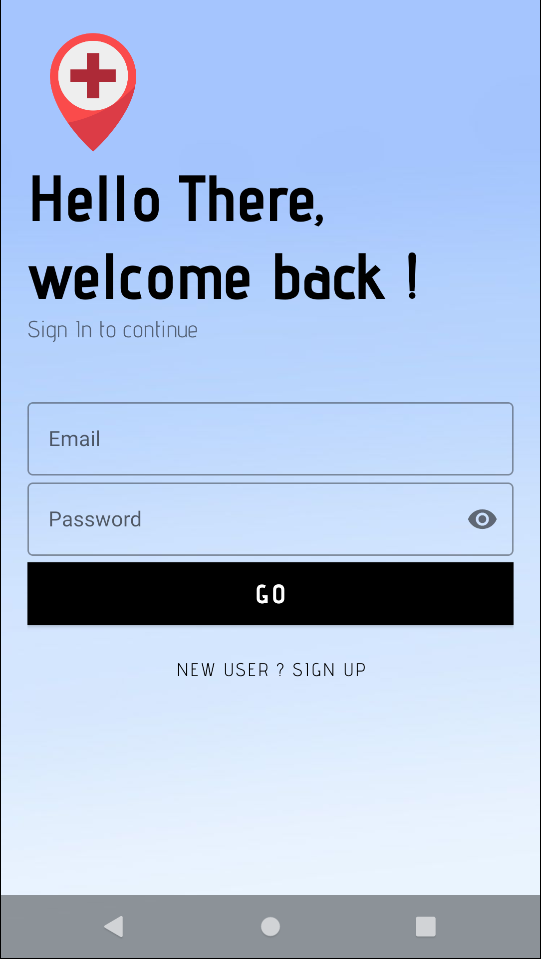 Hello There,
welcome back !
Sign In to continue
Email
Password
GO
NEW USER ? SIGN UP